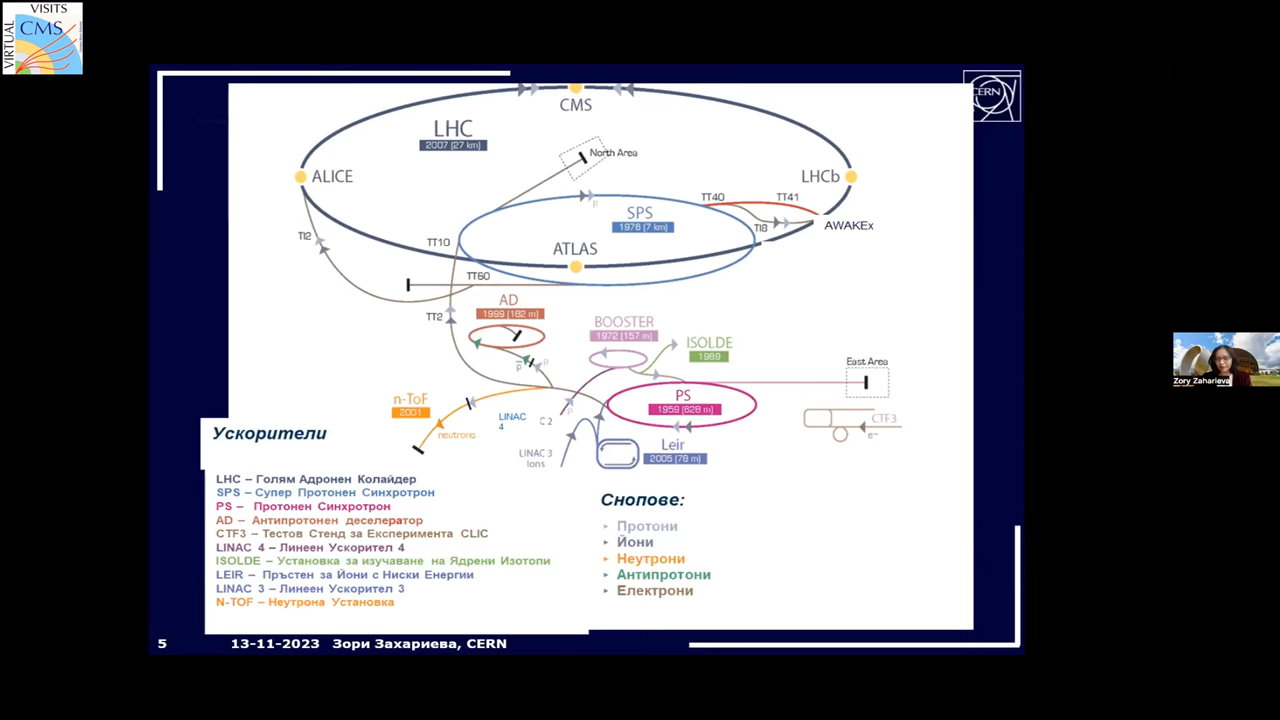 VISITS
VIRTUAL
CMS
CERN
CMS
LHC
2007 (27 km)
North Area
ALICE
LHCb
TT40
TT41
SPS
1976 (7 km)
p
TI8
AWAKEx
TI2
TT10
ATLAS
TT60
AD
1999 (182 m)
TT2
BOOSTER
1972 (157 m)
ISOLDE
1989
p
p
East Area
n-ToF
2001
LINAC
4
C 2
p
PS
1959 (628 m)
CTF3
e-
neutrons
LINAC 3
Ions
Leir
2005 (78 m)
Ускорители
LHC – Голям Адронен Колайдер
SPS – Супер Протонен Синхротрон
PS – Протонен Синхротрон
AD – Антипротонен деселератор
CTF3 – Тестов Стенд за Експеримента CLIC
LINAC 4 – Линеен Ускорител 4
ISOLDE – Установка за изучаване на Ядрени Изотопи
LEIR – Пръстен за Йони с Ниски Енергии
LINAC 3 – Линеен Ускорител 3
N-TOF – Неутрона Установка
Снопове:
Протони
Йони
Неутрони
Антипротони
Електрони
5
13-11-2023 Зори Захариева, CERN
Zory Zaharieva